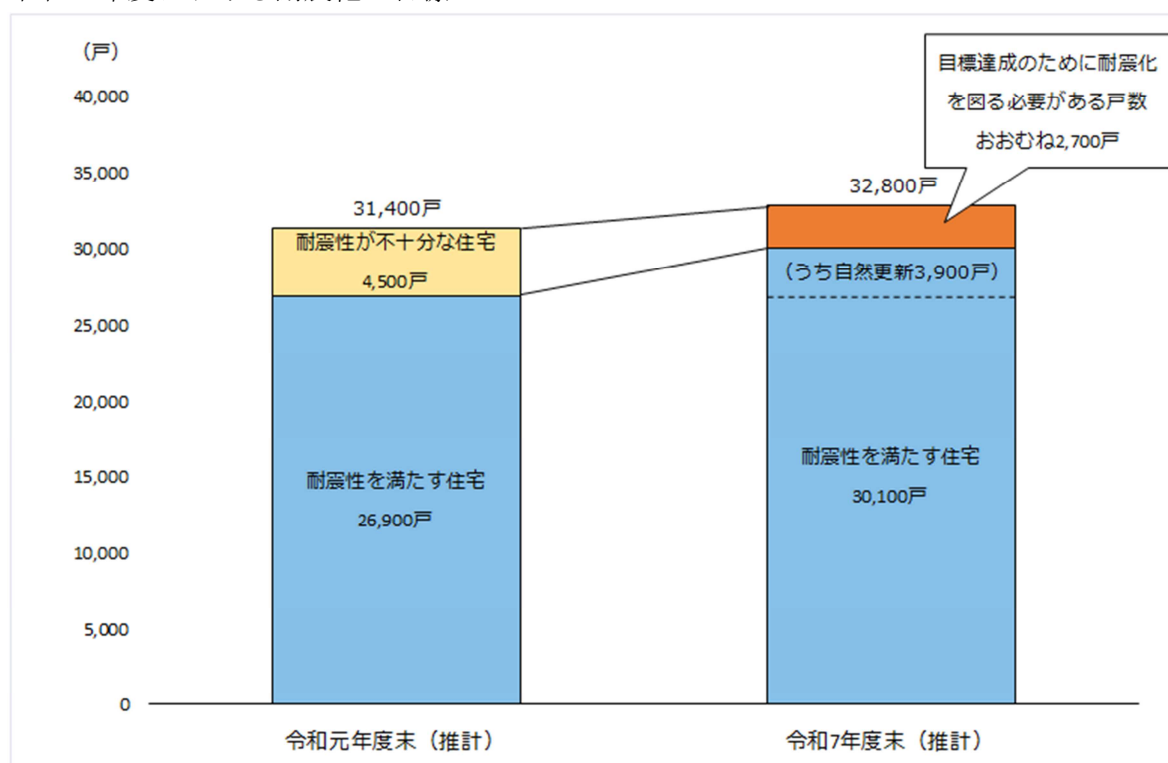 （戸）
40,000
35,000
30,000
25,000
20,000
15,000
10,000
5,000
0
31,400戸
耐震性が不十分な住宅
4,500戸
耐震性を満たす住宅
26,900戸
令和元年度末（推計）
目標達成のために耐震化
を図る必要がある戸数
おおむね2,700戸
32,800戸
（うち自然更新3,900戸）
耐震性を満たす住宅
30,100戸
令和7年度末（推計）